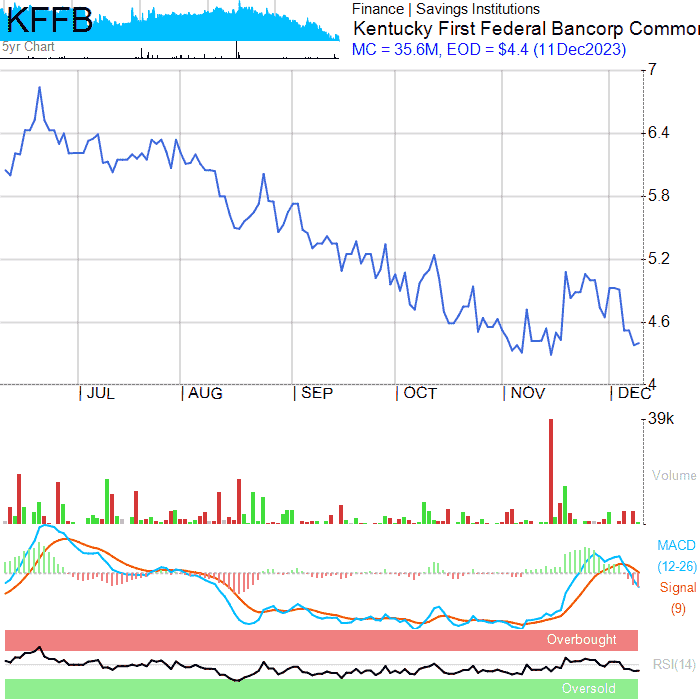 KFFB
5yr Chart
Finance | Savings Institutions
Kentucky First Federal Bancorp Commo
MC = 35.6M, EOD = $4.4 (11Dec2023)
7
6.4
5.8
5.2
4.6
4
JUL AUG SEP OCT NOV DEC
39k
Volume
MACD
(12-26)
Signal
(9)
Overbought
RSI(14)
Oversold